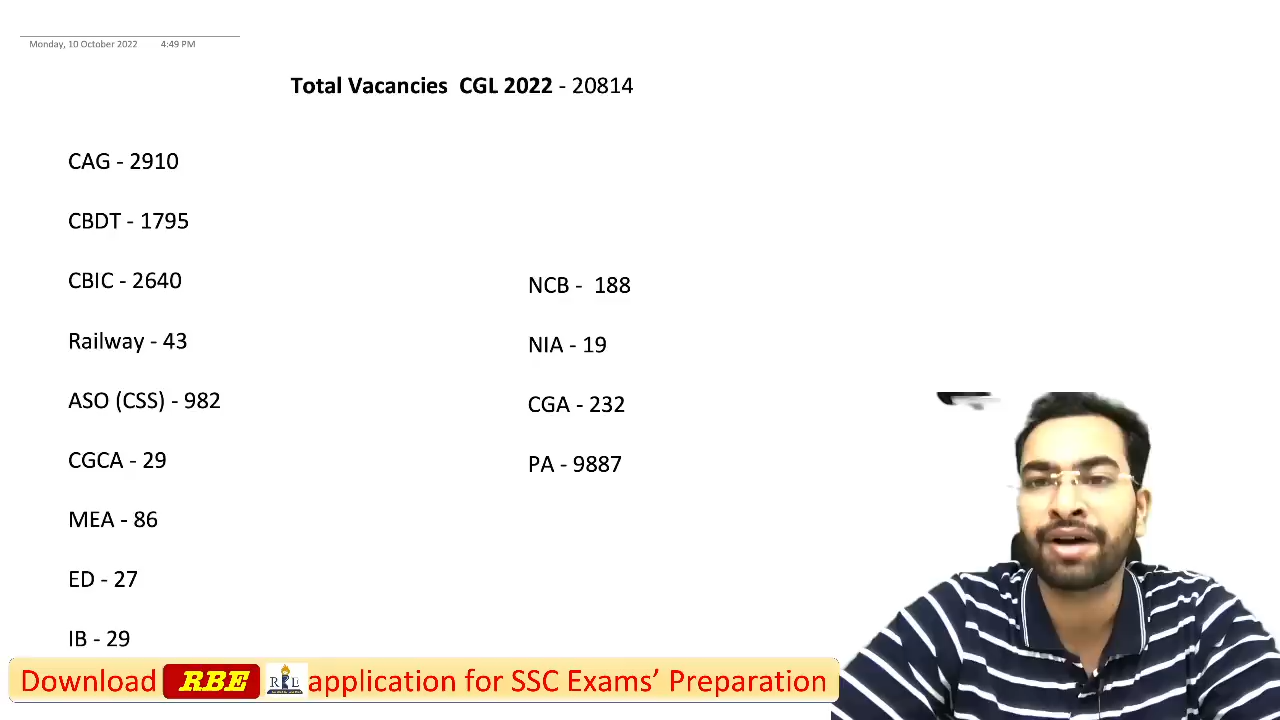 Monday, 10 October 2022 4:49 PM
Total Vacancies CGL 2022 - 20814
CAG - 2910
CBDT - 1795
CBIC - 2640
Railway - 43
ASO (CSS) - 982
CGCA - 29
MEA - 86
ED - 27
IB - 29
NCB - 188
NIA - 19
CGA - 232
PA - 9887
Download RBE application for SSC Exams’ Preparation